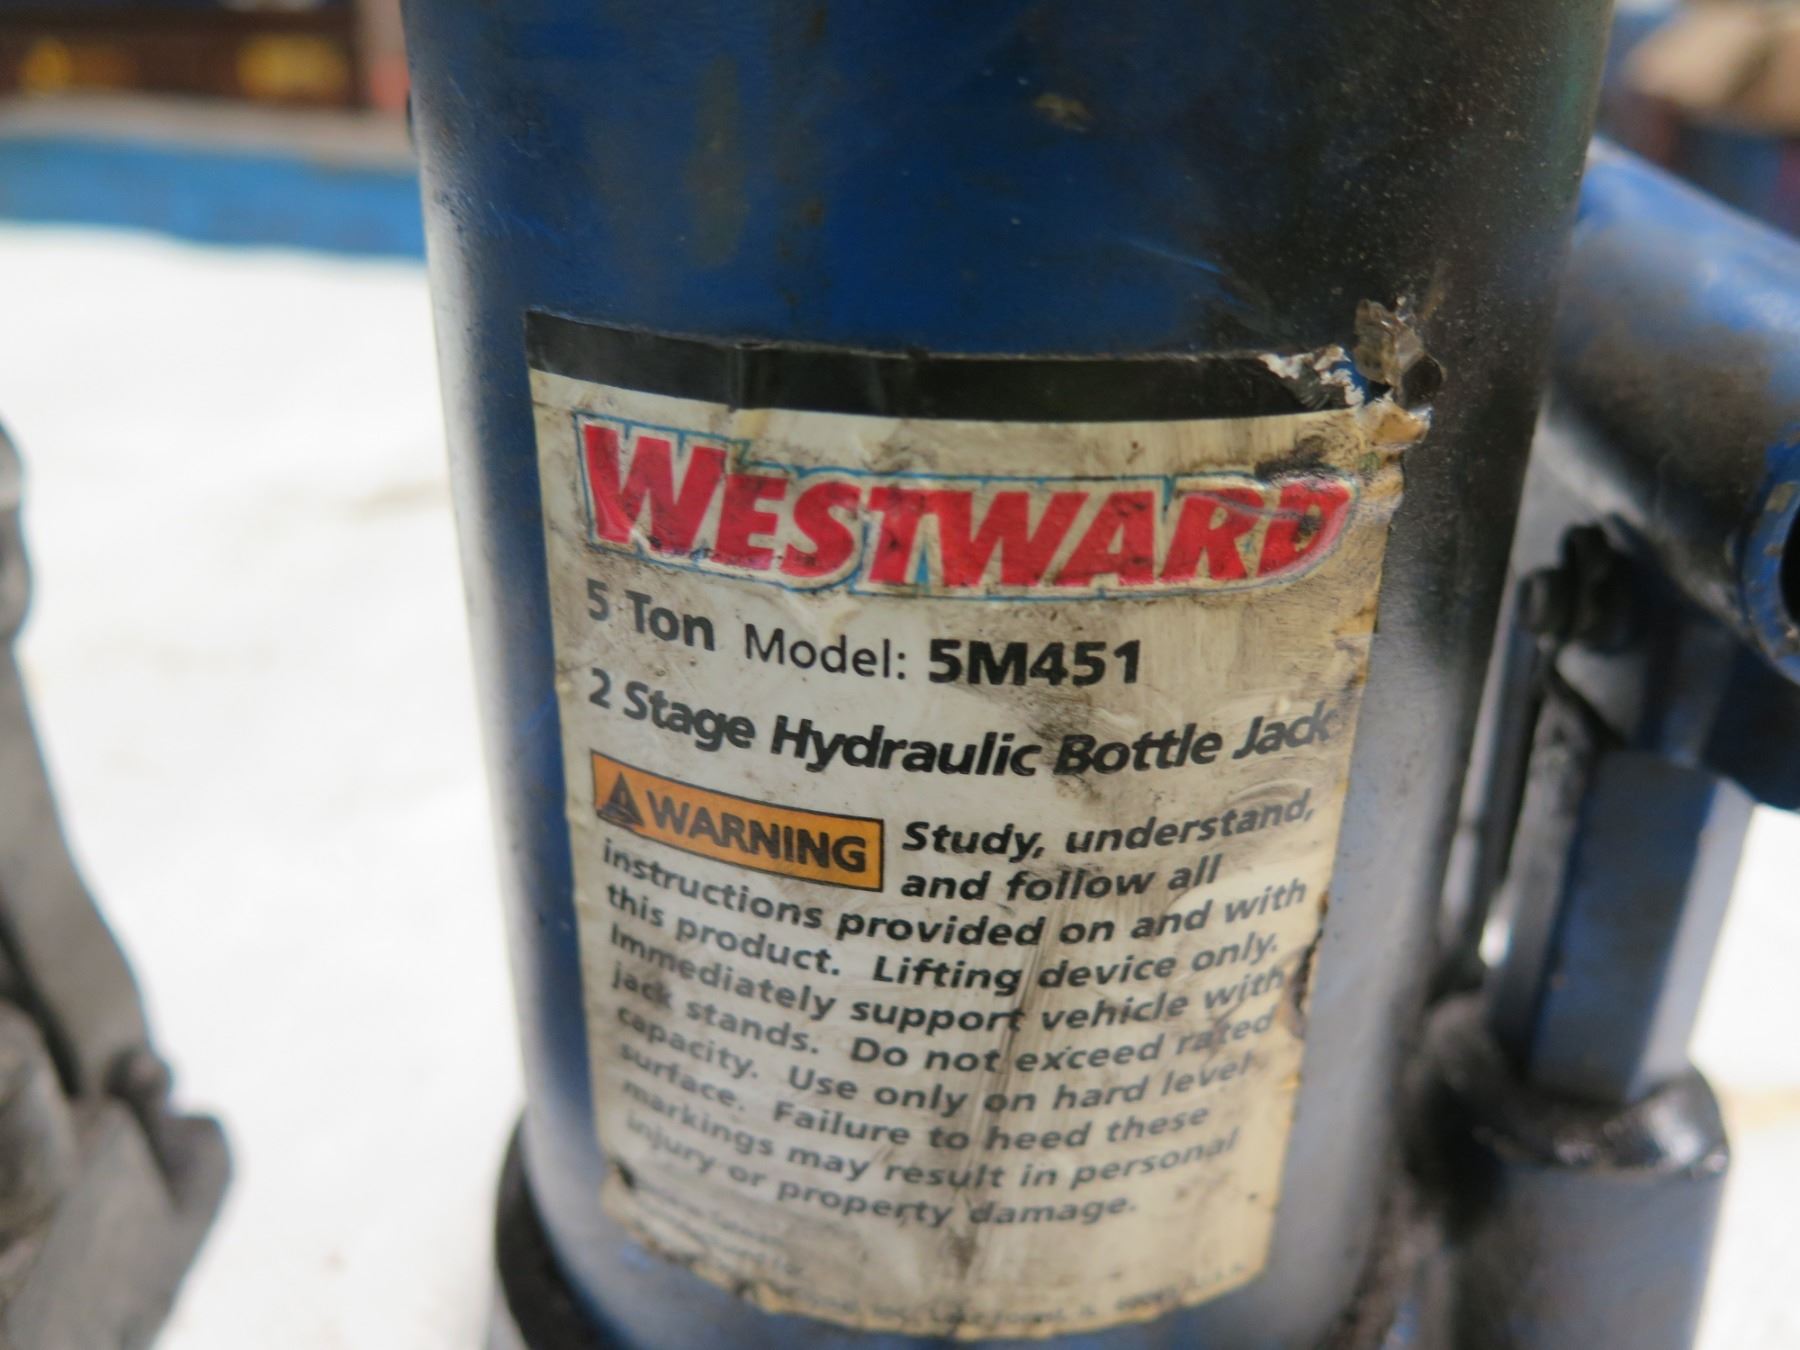 WESTWARD
5 Ton Model: 5M451
2 Stage Hydraulic Bottle Jack
WARNING Study, understand,
and follow all
instructions provided on and with
this product. Lifting device only.
Immediately support vehicle with
jack stands. Do not exceed rated
capacity. Use only on hard level
surface. Failure to heed these
markings may result in personal
injury or property damage.